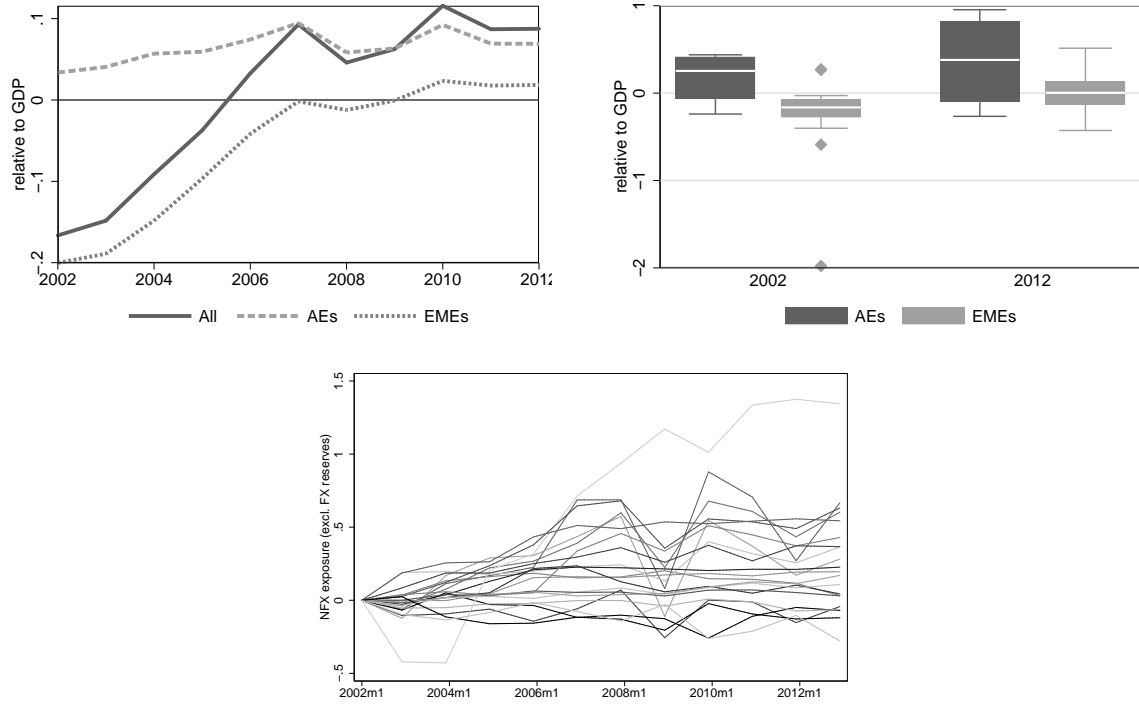 relative to GDP
.1
0
−.1
−.2
2002 2004 2006 2008 2010 2012
All AEs EMEs
relative to GDP
1
0
−1
−2
2002 2012
AEs EMEs
NFX exposure (excl. FX reserves)
1.5
1
.5
0
−.5
2002m1 2004m1 2006m1 2008m1 2010m1 2012m1